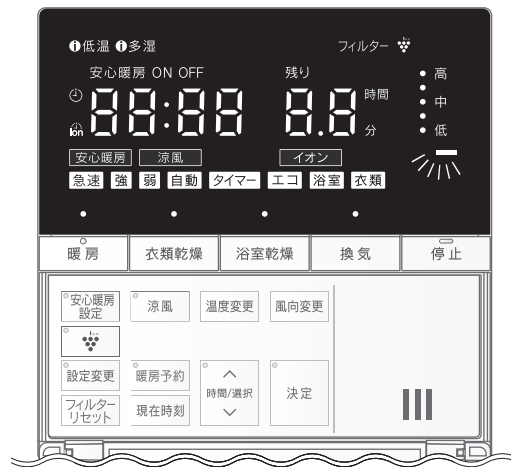 ❶低温 ❶多湿 フィルター
安心暖房 ON OFF 残り
88:88 8.8 時間
分
高
中
低
ion
安心暖房 涼風 イオン
急速 強 弱 自動 タイマー エコ 浴室 衣類
暖房 衣類乾燥 浴室乾燥 換気 停止
安心暖房設定 涼風 温度変更 風向変更
設定変更 暖房予約 時間/選択 決定
フィルターリセット 現在時刻